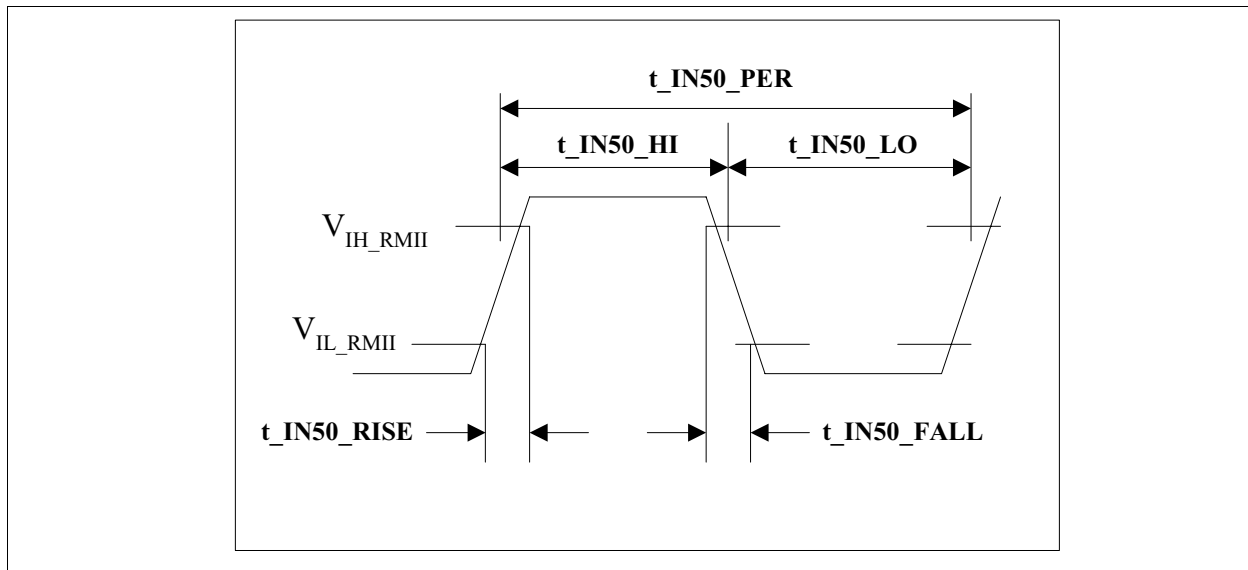 t_IN50_PER
t_IN50_HI
t_IN50_LO
V_IH_RMII
V_IL_RMII
t_IN50_RISE
t_IN50_FALL